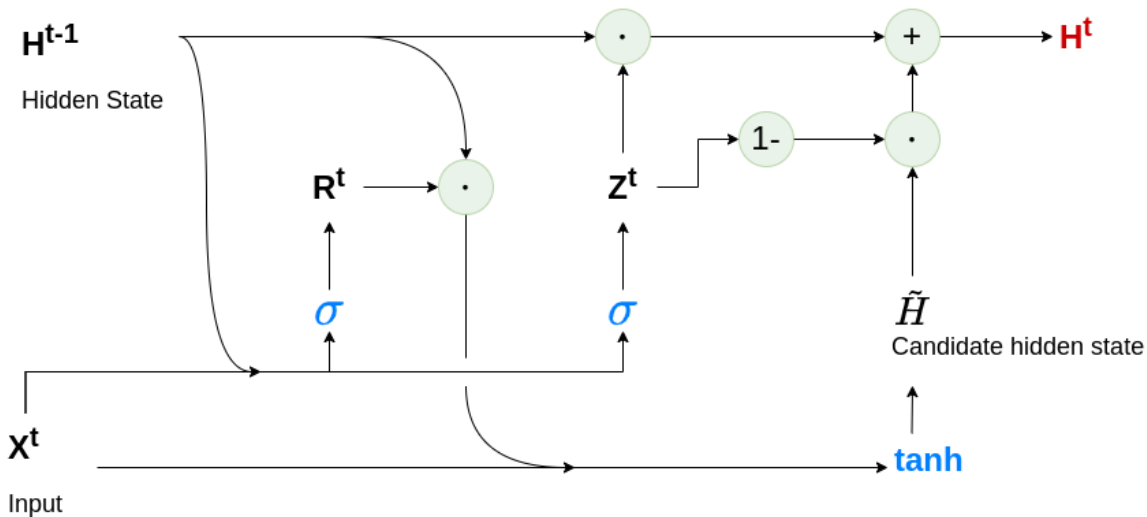 H^t-1
Hidden State
·
+
H^t
1-
·
R^t
·
Z^t
σ
σ
H̃
Candidate hidden state
X^t
Input
tanh